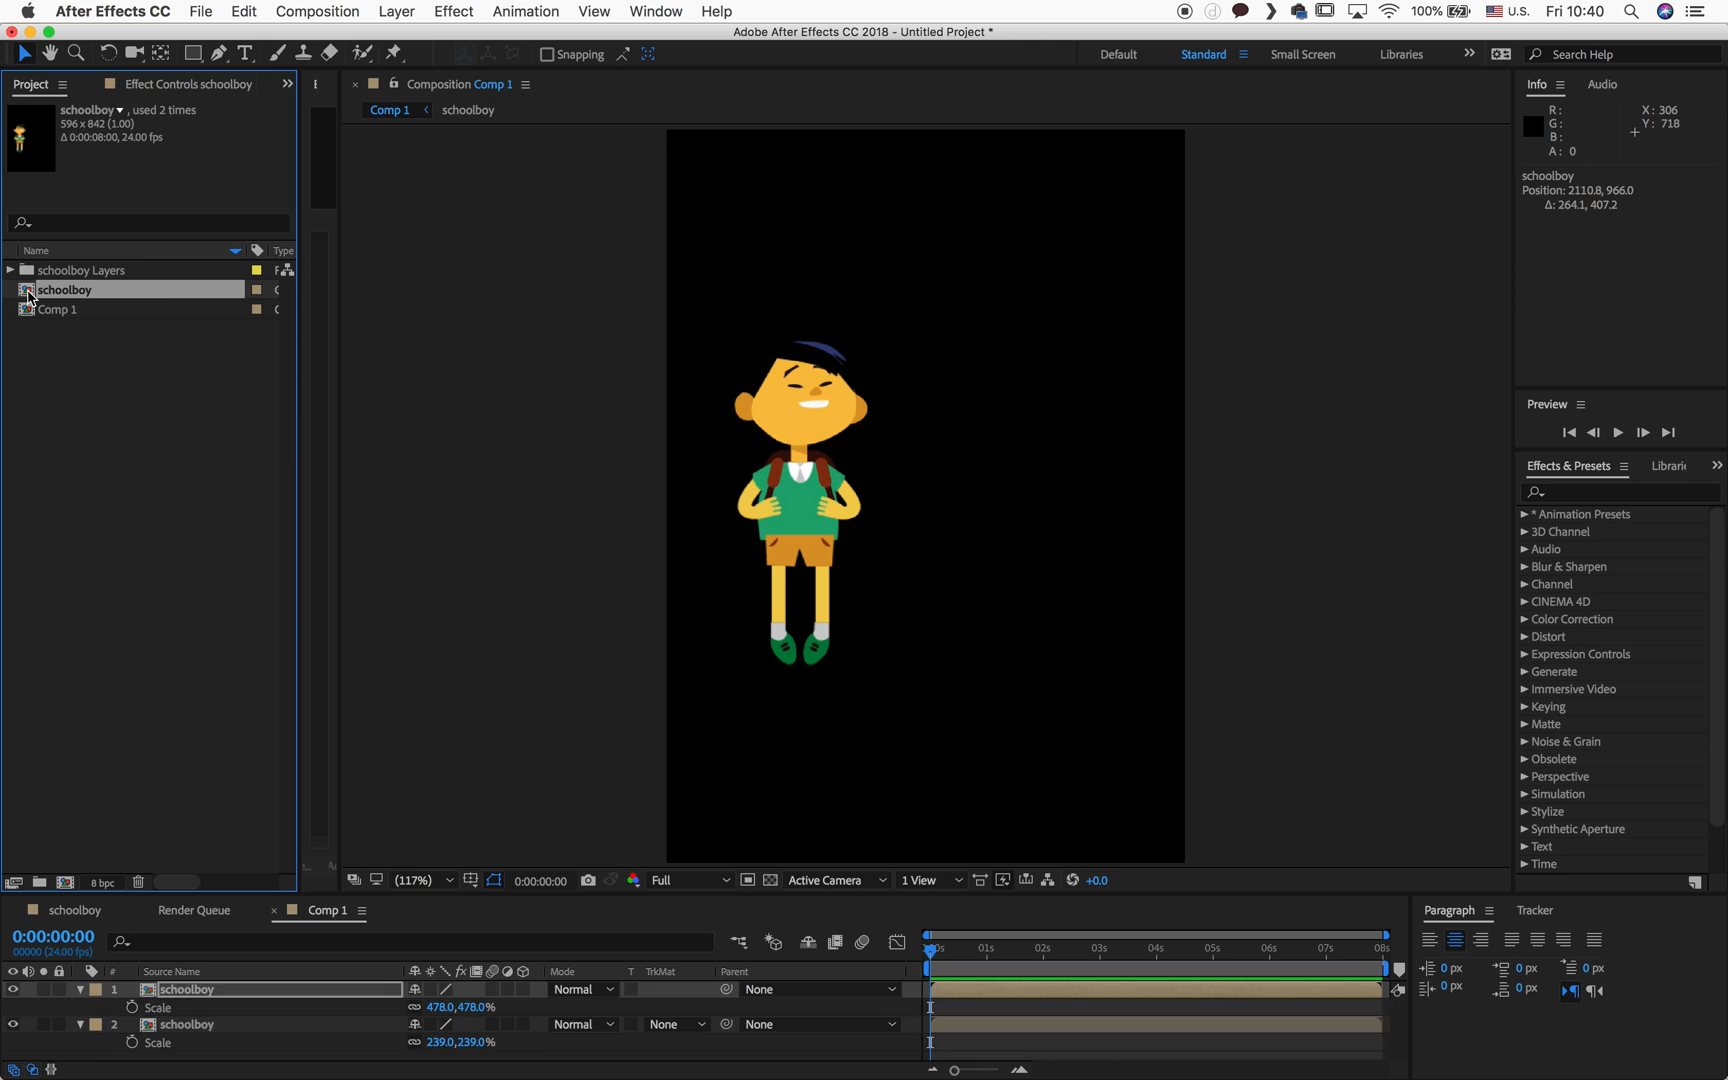 After Effects CC File Edit Composition Layer Effect Animation View Window Help 100% U.S. Fri 10:40
Adobe After Effects CC 2018 - Untitled Project *
Snapping Default Standard Small Screen Libraries Search Help
Project Effect Controls schoolboy
Composition Comp 1
Info Audio
schoolboy , used 2 times
596 x 842 (1.00)
Δ 0:00:08:00, 24.00 fps
Comp 1 schoolboy
R: X: 306
G: Y: 718
B:
A: 0
schoolboy
Position: 2110.8, 966.0
Δ: 264.1, 407.2
Name Type
schoolboy Layers F
schoolboy C
Comp 1 C
Preview
Effects & Presets Librari
* Animation Presets
3D Channel
Audio
Blur & Sharpen
Channel
CINEMA 4D
Color Correction
Distort
Expression Controls
Generate
Immersive Video
Keying
Matte
Noise & Grain
Obsolete
Perspective
Simulation
Stylize
Synthetic Aperture
Text
Time
8 bpc
(117%) 0:00:00:00 Full Active Camera 1 View +0.0
schoolboy Render Queue Comp 1
Paragraph Tracker
0:00:00:00
00000 (24.00 fps)
01s 02s 03s 04s 05s 06s 07s 08s
# Source Name Mode T TrkMat Parent
1 schoolboy Normal None
Scale 478.0,478.0%
2 schoolboy Normal None None
Scale 239.0,239.0%
0 px 0 px 0 px
0 px 0 px